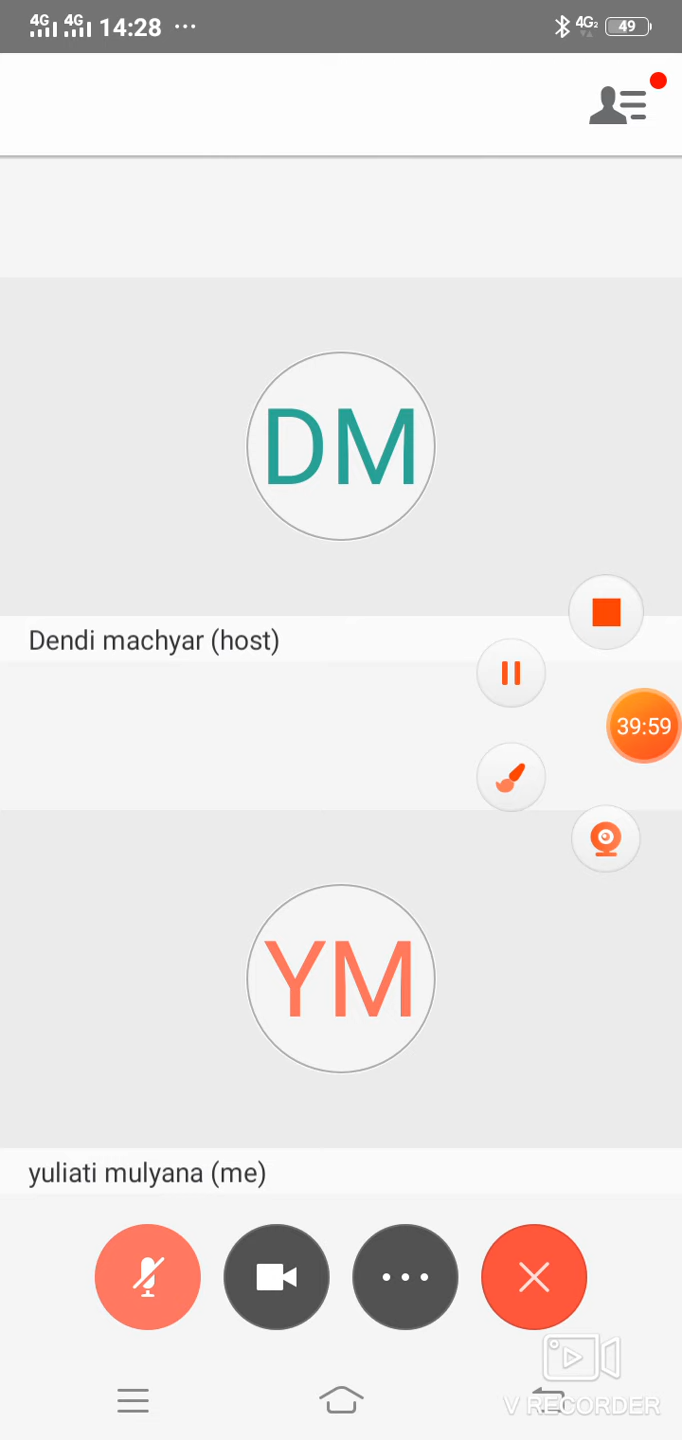 4G 4G 14:28 ... 4G2 49
DM
Dendi machyar (host)
39:59
YM
yuliati mulyana (me)
V RECORDER